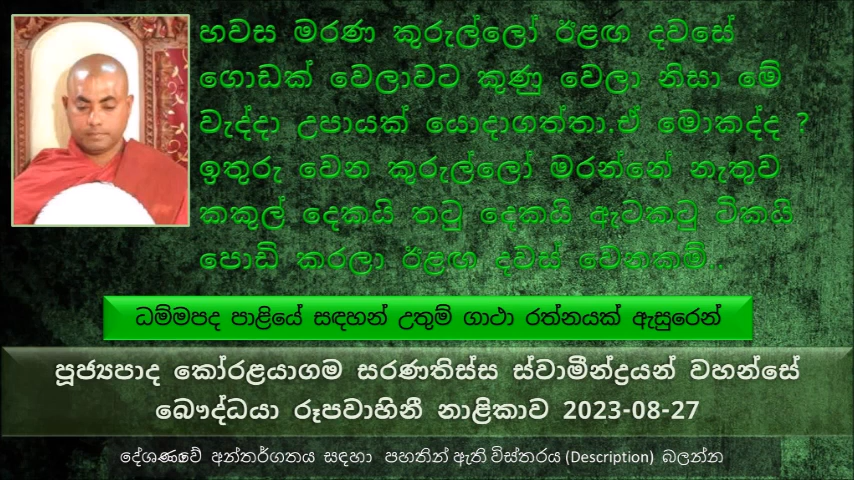 හවස මරණ කුරුල්ලෝ ඊළඟ දවසේ
ගොඩක් වෙලාවට කුණු වෙලා නිසා මේ
වැද්දා උපායක් යොදාගත්තා.ඒ මොකද්ද ?
ඉතුරු වෙන කුරුල්ලෝ මරන්නේ නැතුව
කකුල් දෙකයි තටු දෙකයි ඇටකටු ටිකයි
පොඩි කරලා ඊළඟ දවස් වෙනකම්..
ධම්මපද පාළියේ සඳහන් උතුම් ගාථා රත්නයක් ඇසුරෙන්
පූජ්‍යපාද කෝරළයාගම සරණතිස්ස ස්වාමීන්ද්‍රයන් වහන්සේ
බෞද්ධයා රූපවාහිනී නාළිකාව 2023-08-27
දේශණාවේ අන්තර්ගතය සඳහා පහතින් ඇති විස්තරය (Description) බලන්න